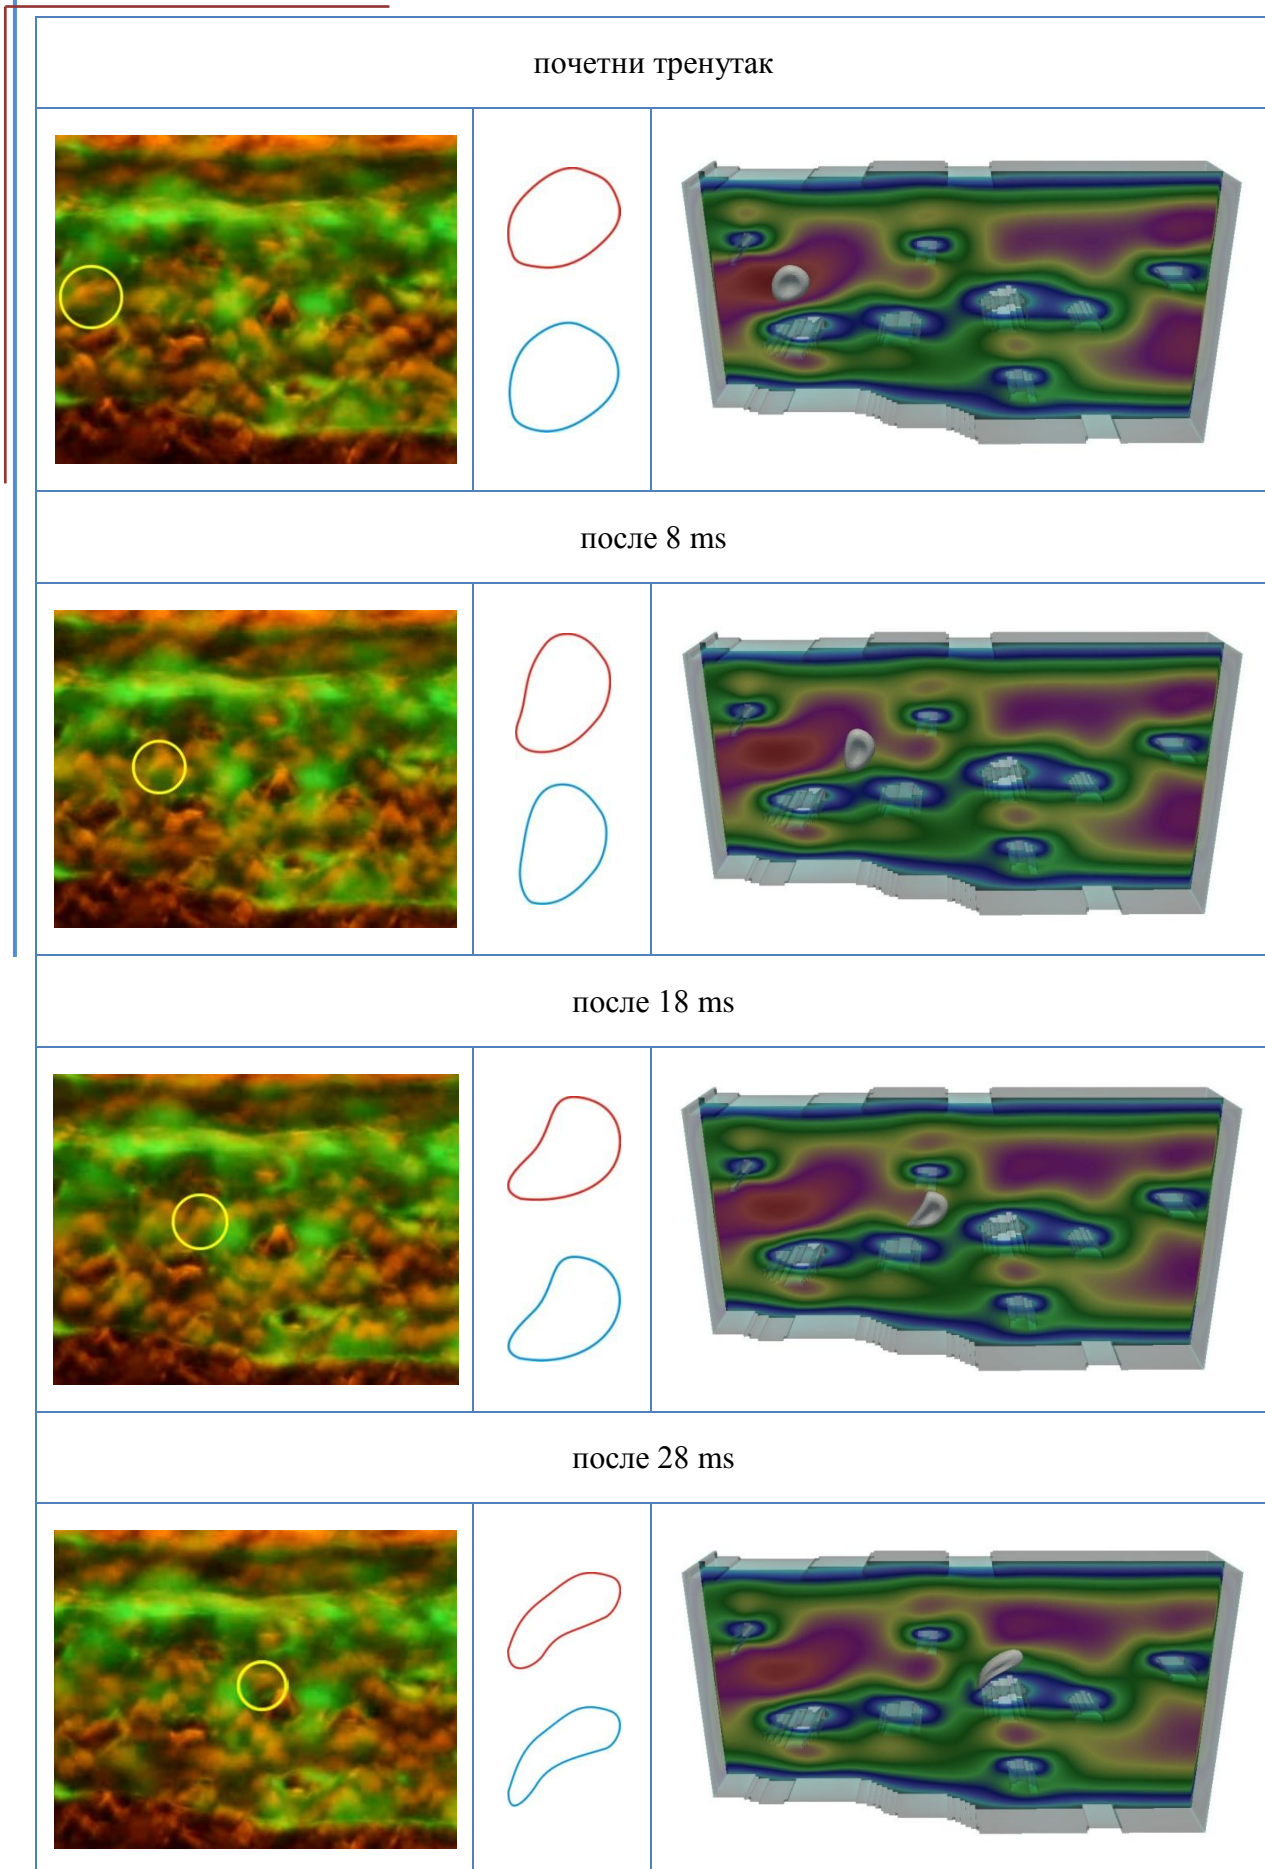 почетни тренутак
после 8 ms
после 18 ms
после 28 ms